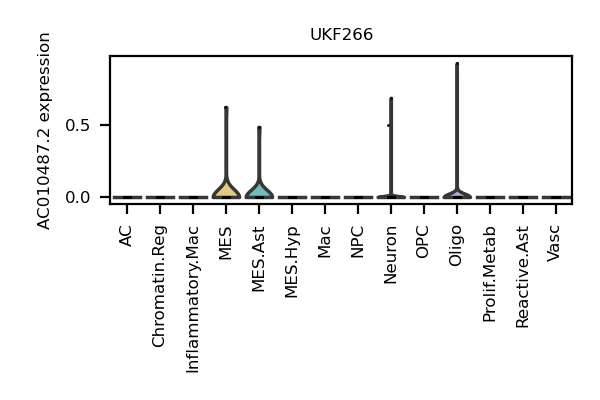 UKF266
AC010487.2 expression
0.5
0.0
AC
Chromatin.Reg
Inflammatory.Mac
MES
MES.Ast
MES.Hyp
Mac
NPC
Neuron
OPC
Oligo
Prolif.Metab
Reactive.Ast
Vasc